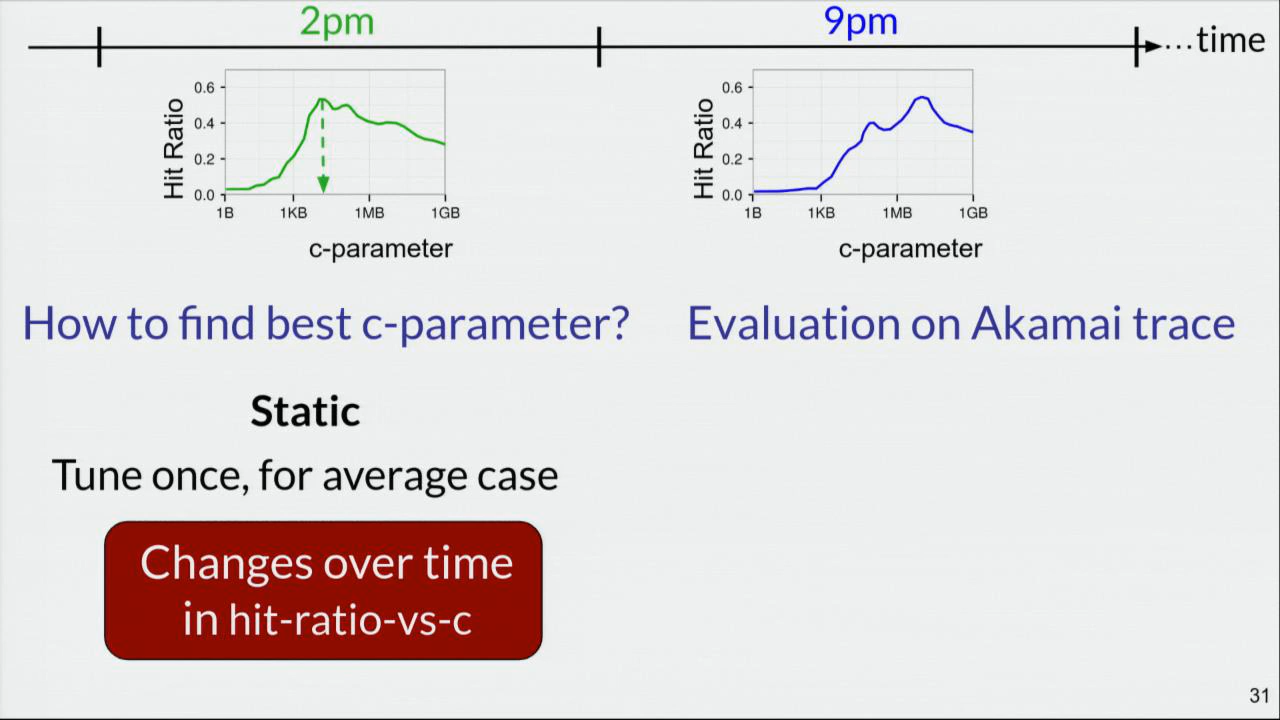 2pm
9pm
...time
Hit Ratio
0.6
0.4
0.2
0.0
1B
1KB
1MB
1GB
c-parameter
Hit Ratio
0.6
0.4
0.2
0.0
1B
1KB
1MB
1GB
c-parameter
How to find best c-parameter?
Evaluation on Akamai trace
Static
Tune once, for average case
Changes over time
in hit-ratio-vs-c
31